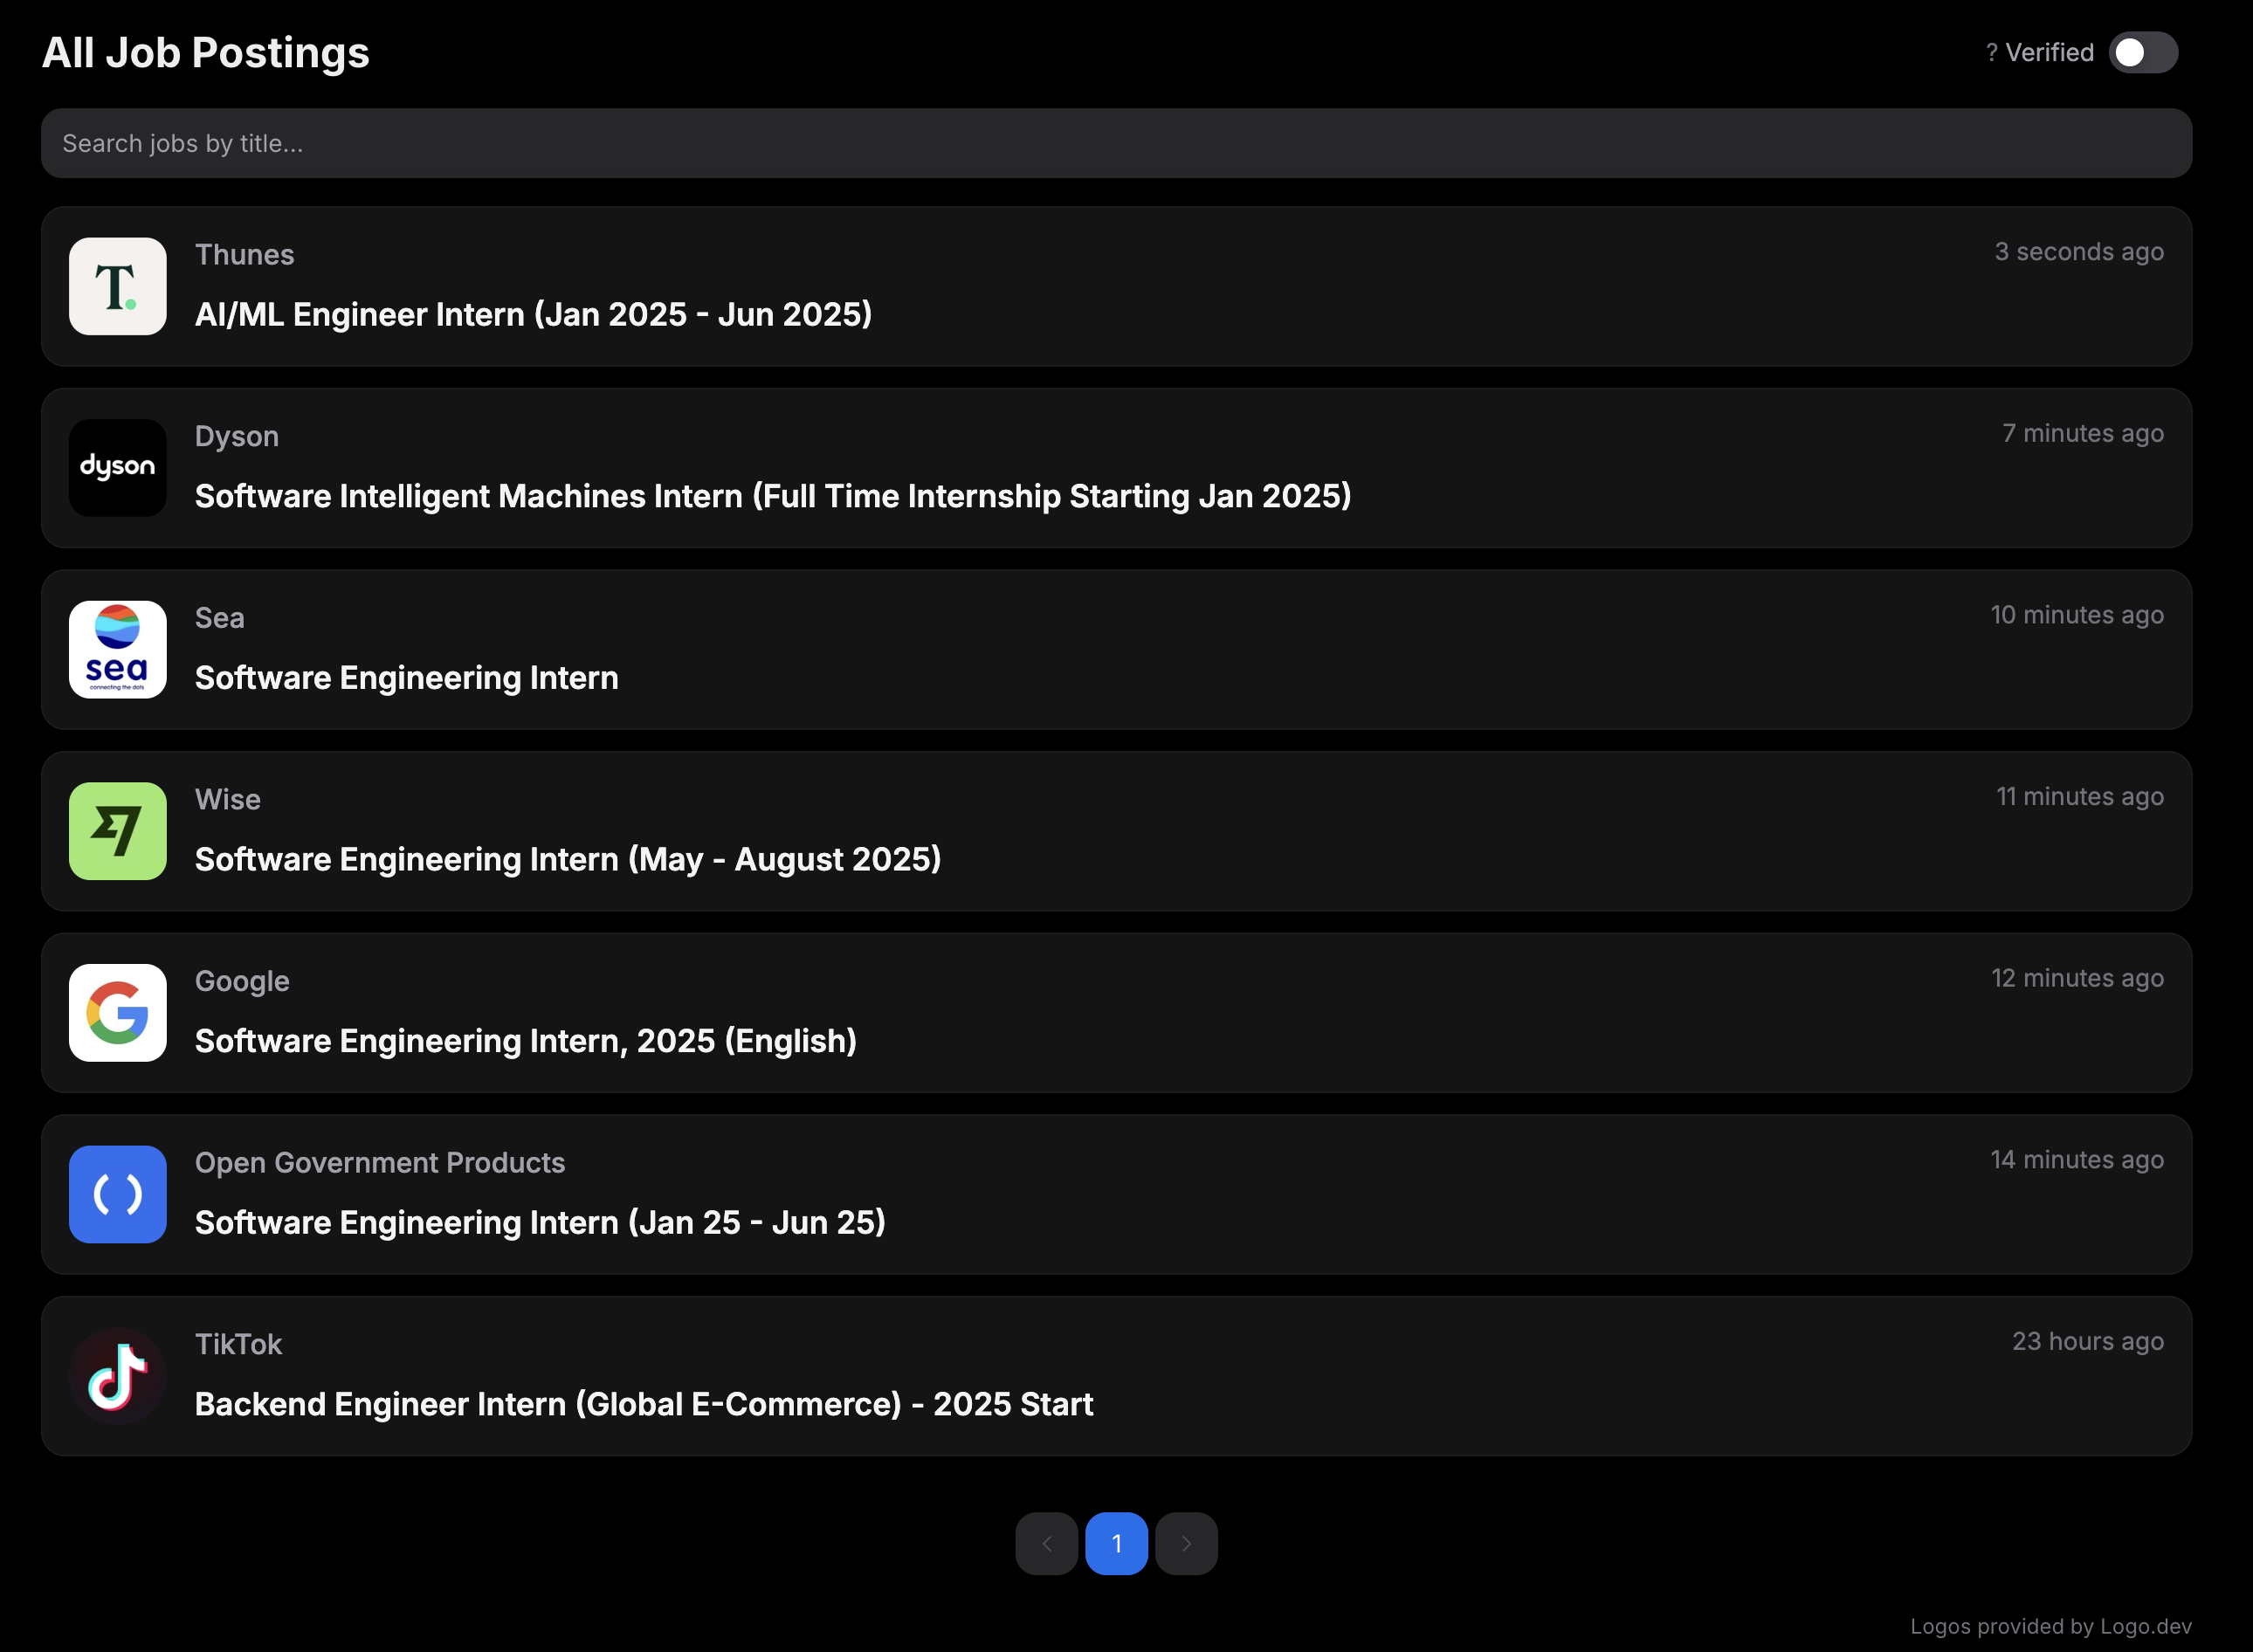 All Job Postings
? Verified
Search jobs by title...
T.
Thunes
3 seconds ago
AI/ML Engineer Intern (Jan 2025 - Jun 2025)
dyson
Dyson
7 minutes ago
Software Intelligent Machines Intern (Full Time Internship Starting Jan 2025)
sea
connecting the dots
Sea
10 minutes ago
Software Engineering Intern
Wise
11 minutes ago
Software Engineering Intern (May - August 2025)
G
Google
12 minutes ago
Software Engineering Intern, 2025 (English)
Open Government Products
14 minutes ago
Software Engineering Intern (Jan 25 - Jun 25)
TikTok
23 hours ago
Backend Engineer Intern (Global E-Commerce) - 2025 Start
< 1 >
Logos provided by Logo.dev